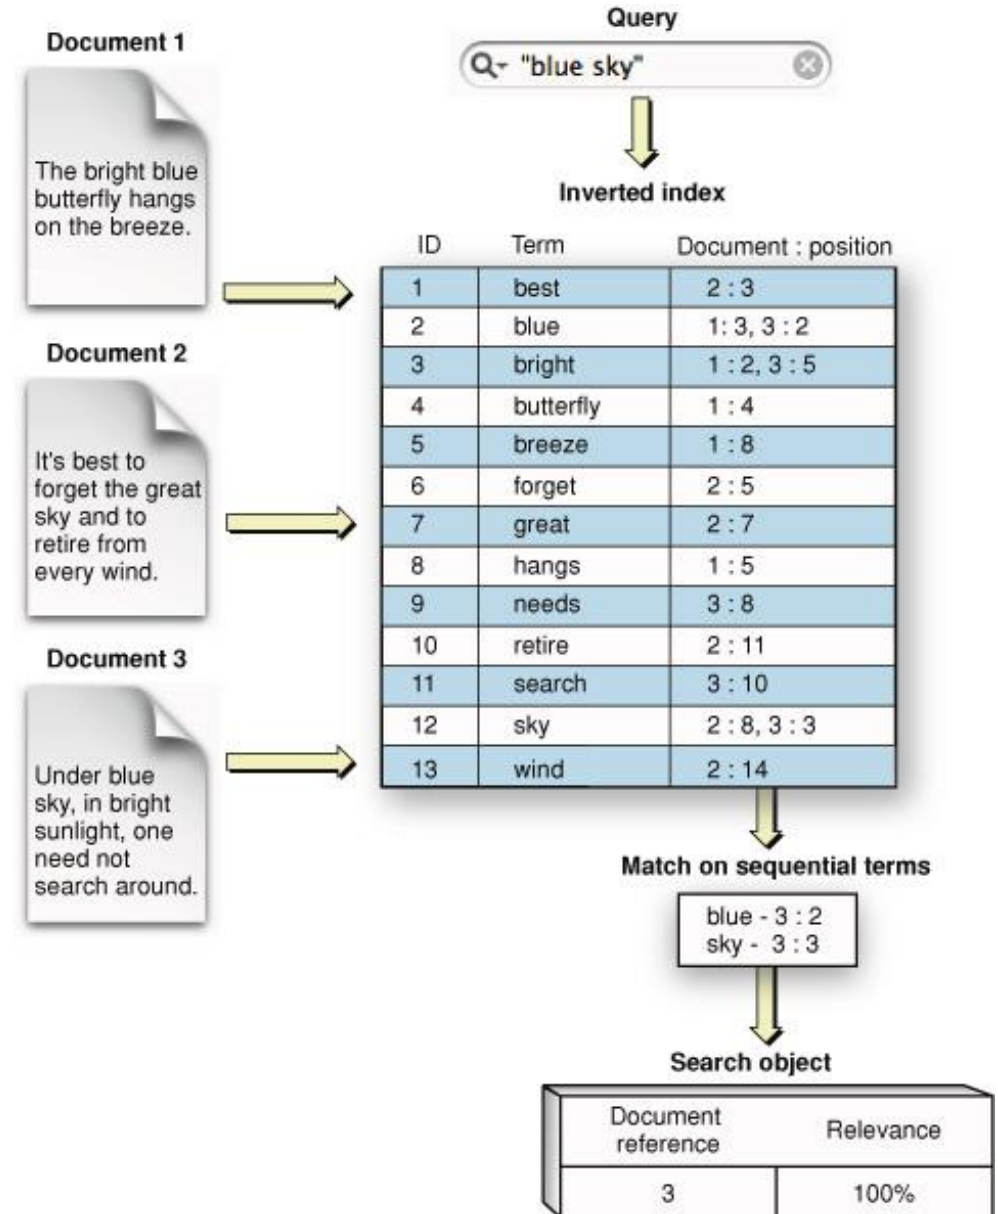 Document 1
The bright blue
butterfly hangs
on the breeze.
Document 2
It's best to
forget the great
sky and to
retire from
every wind.
Document 3
Under blue
sky, in bright
sunlight, one
need not
search around.
Query
"blue sky"
Inverted index
ID Term Document : position
1 best 2 : 3
2 blue 1: 3, 3 : 2
3 bright 1 : 2, 3 : 5
4 butterfly 1 : 4
5 breeze 1 : 8
6 forget 2 : 5
7 great 2 : 7
8 hangs 1 : 5
9 needs 3 : 8
10 retire 2 : 11
11 search 3 : 10
12 sky 2 : 8, 3 : 3
13 wind 2 : 14
Match on sequential terms
blue - 3 : 2
sky - 3 : 3
Search object
Document
reference
Relevance
3 100%